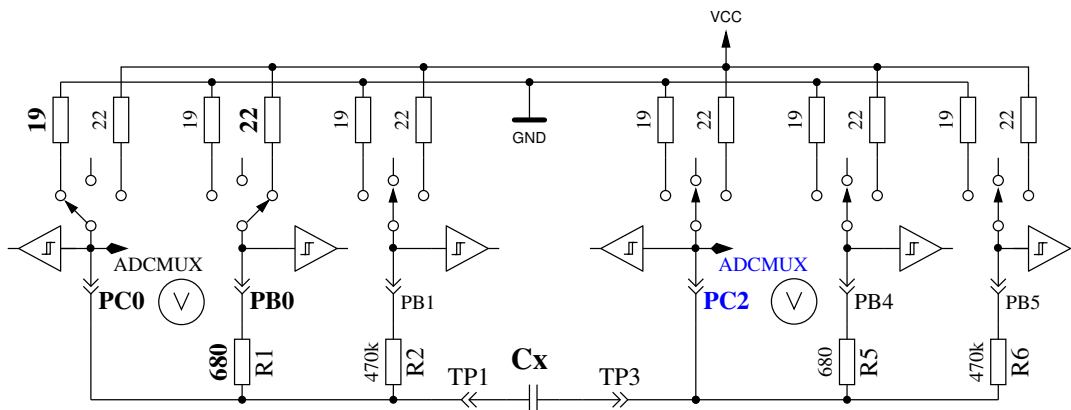 VCC
19
22
19
22
19
22
GND
19
22
19
22
19
22
ADCMUX
V
PC0
PB0
PB1
ADCMUX
V
PC2
PB4
PB5
680
R1
470k
R2
TP1
Cx
TP3
680
R5
470k
R6